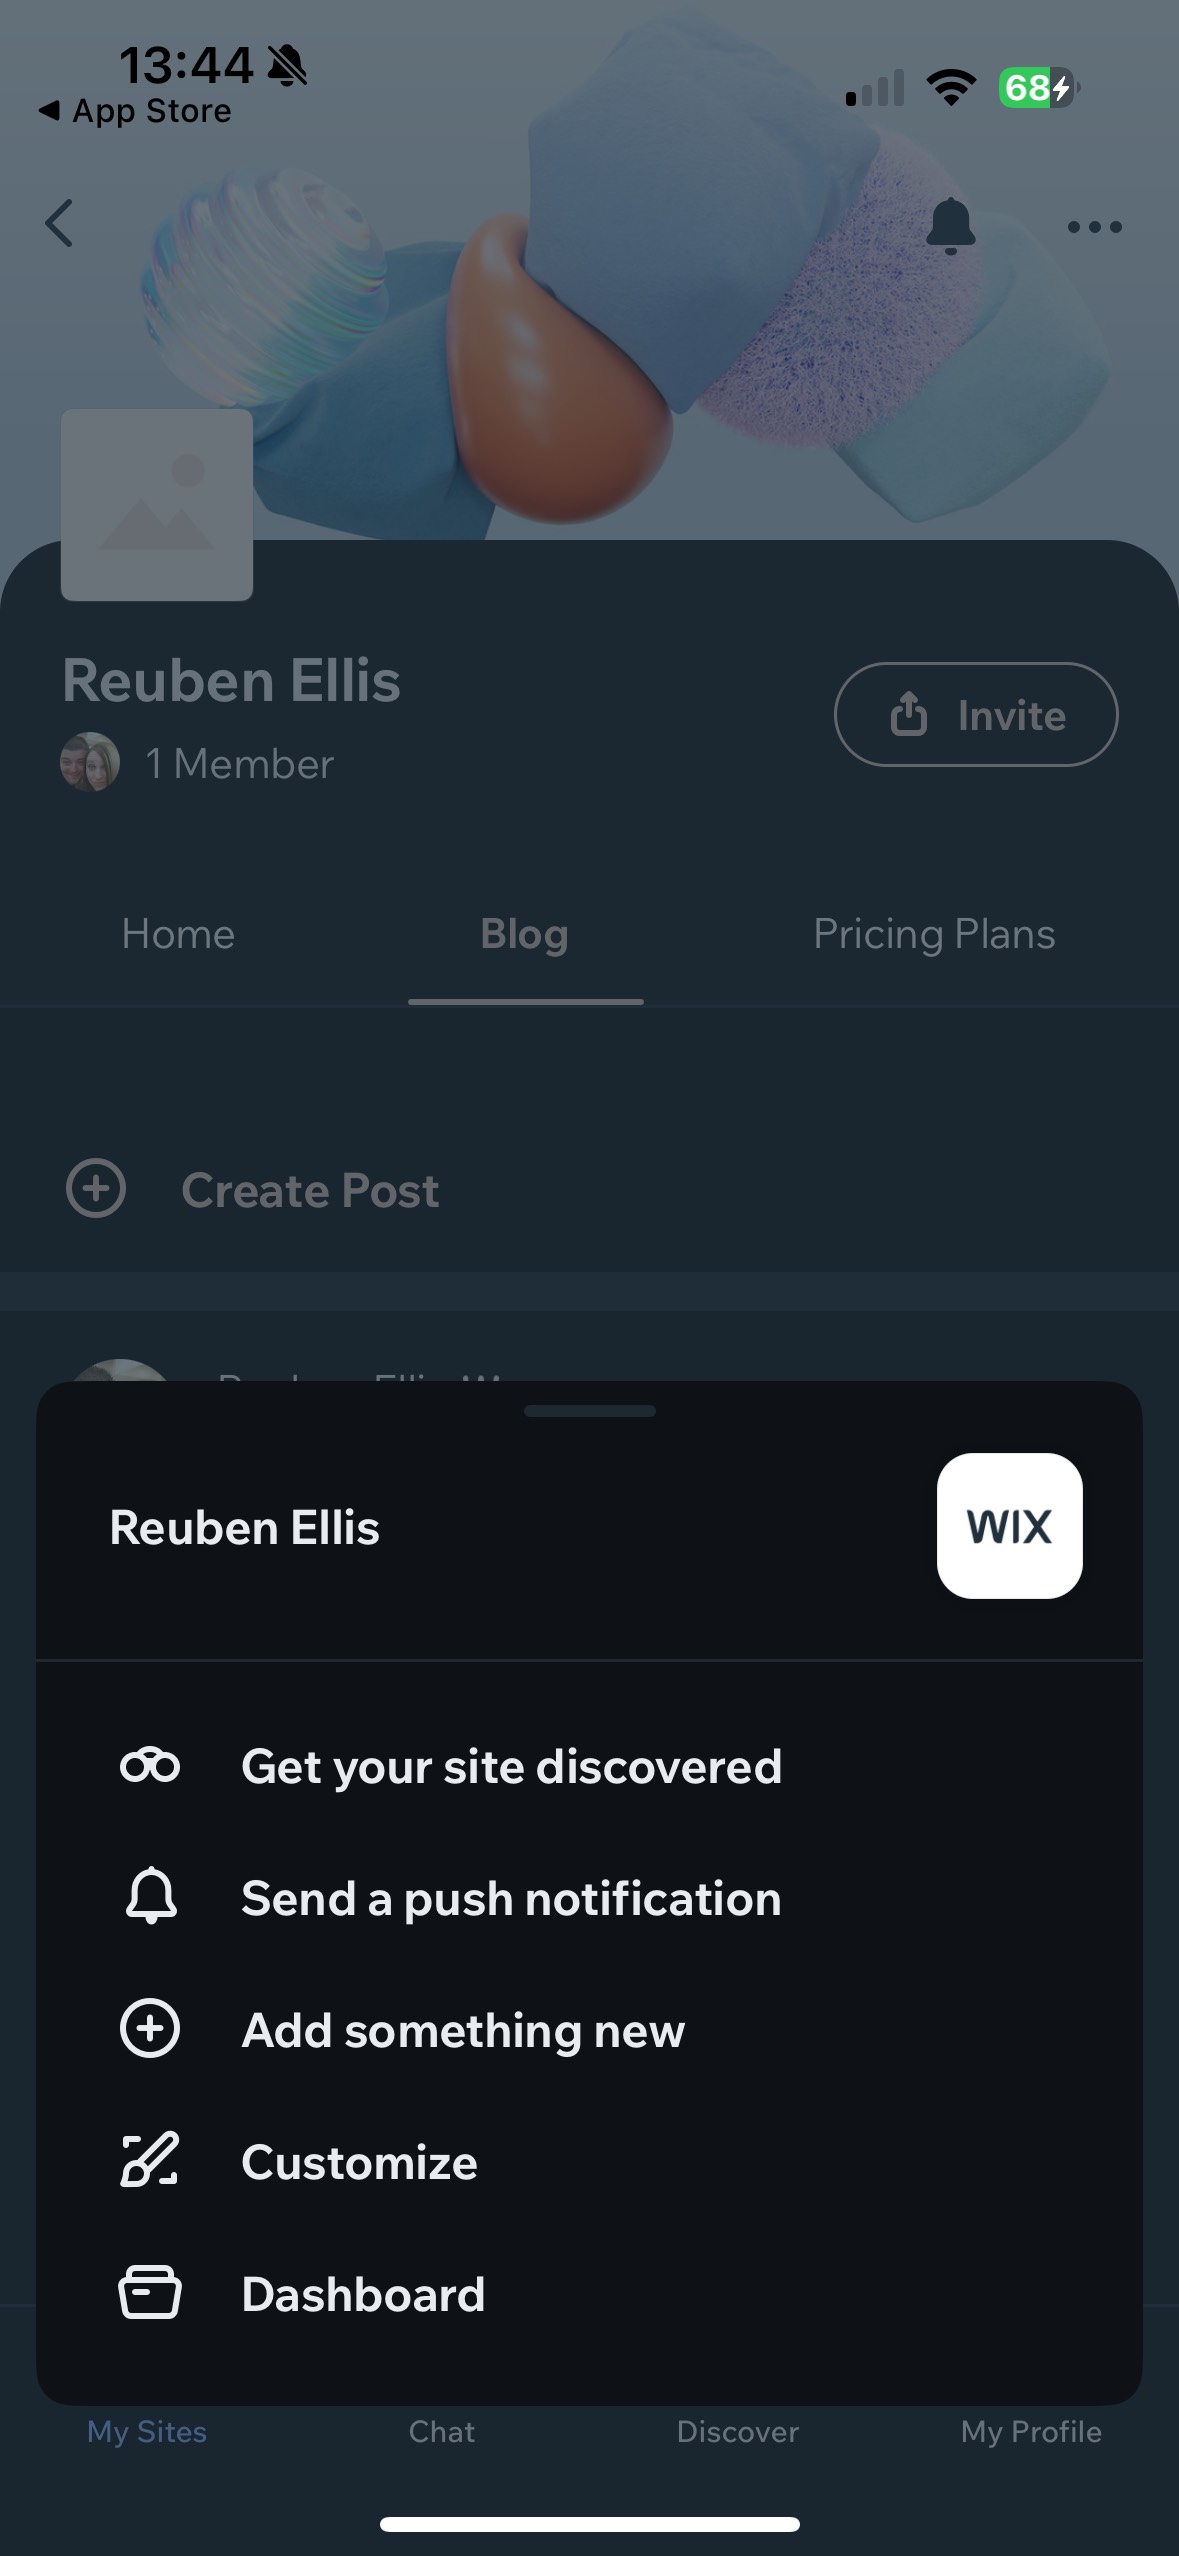 13:44
App Store
68
Reuben Ellis
1 Member
Invite
Home
Blog
Pricing Plans
Create Post
Reuben Ellis
WIX
Get your site discovered
Send a push notification
Add something new
Customize
Dashboard
My Sites
Chat
Discover
My Profile